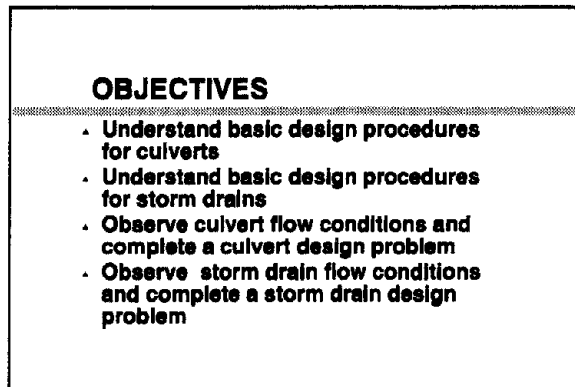 OBJECTIVES
▴ Understand basic design procedures
for culverts
▴ Understand basic design procedures
for storm drains
▴ Observe culvert flow conditions and
complete a culvert design problem
▴ Observe storm drain flow conditions
and complete a storm drain design
problem